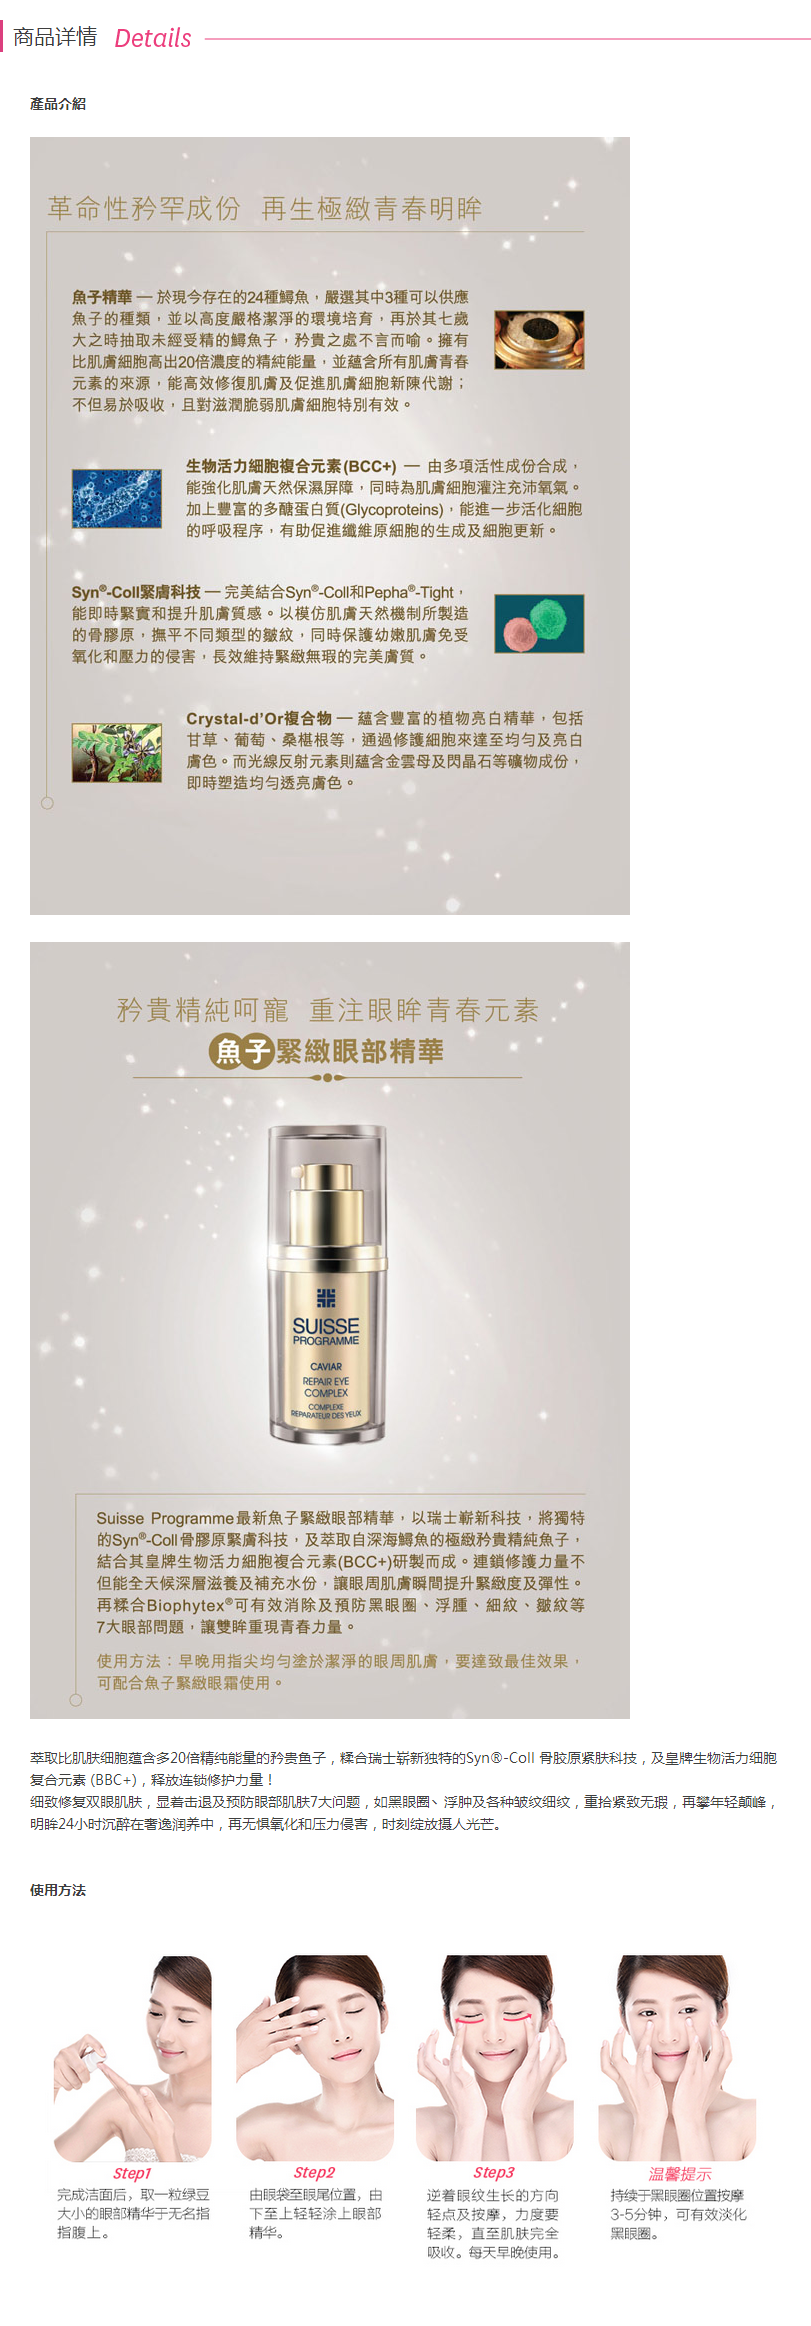 商品详情 Details
產品介紹
革命性矜罕成份 再生極緻青春明眸
魚子精華 — 於現今存在的24種鱘魚，嚴選其中3種可以供應
魚子的種類，並以高度嚴格潔淨的環境培育，再於其七歲
大之時抽取未經受精的鱘魚子，矜貴之處不言而喻。擁有
比肌膚細胞高出20倍濃度的精純能量，並蘊含所有肌膚青春
元素的來源，能高效修復肌膚及促進肌膚細胞新陳代謝；
不但易於吸收，且對滋潤脆弱肌膚細胞特別有效。
生物活力細胞複合元素(BCC+) — 由多項活性成份合成，
能強化肌膚天然保濕屏障，同時為肌膚細胞灌注充沛氧氣。
加上豐富的多醣蛋白質(Glycoproteins)，能進一步活化細胞
的呼吸程序，有助促進纖維原細胞的生成及細胞更新。
Syn®-Coll緊膚科技 — 完美結合Syn®-Coll和Pepha®-Tight，
能即時緊實和提升肌膚質感。以模仿肌膚天然機制所製造
的骨膠原，撫平不同類型的皺紋，同時保護幼嫩肌膚免受
氧化和壓力的侵害，長效維持緊緻無瑕的完美膚質。
Crystal-d’Or複合物 — 蘊含豐富的植物亮白精華，包括
甘草、葡萄、桑椹根等，通過修護細胞來達至均勻及亮白
膚色。而光線反射元素則蘊含金雲母及閃晶石等礦物成份，
即時塑造均勻透亮膚色。
矜貴精純呵寵 重注眼眸青春元素
魚子緊緻眼部精華
SUISSE
PROGRAMME
CAVIAR
REPAIR EYE
COMPLEX
COMPLEXE
REPARATEUR DES YEUX
Suisse Programme最新魚子緊緻眼部精華，以瑞士嶄新科技，將獨特
的Syn®-Coll骨膠原緊膚科技，及萃取自深海鱘魚的極緻矜貴精純魚子，
結合其皇牌生物活力細胞複合元素(BCC+)研製而成。連鎖修護力量不
但能全天候深層滋養及補充水份，讓眼周肌膚瞬間提升緊緻度及彈性。
再糅合Biophytex®可有效消除及預防黑眼圈、浮腫、細紋、皺紋等
7大眼部問題，讓雙眸重現青春力量。
使用方法：早晚用指尖均勻塗於潔淨的眼周肌膚，要達致最佳效果，
可配合魚子緊緻眼霜使用。
萃取比肌肤细胞蕴含多20倍精纯能量的矜贵鱼子，糅合瑞士崭新独特的Syn®-Coll 骨胶原紧肤科技，及皇牌生物活力细胞
复合元素 (BBC+)，释放连锁修护力量！
细致修复双眼肌肤，显着击退及预防眼部肌肤7大问题，如黑眼圈、浮肿及各种皱纹细纹，重拾紧致无瑕，再攀年轻颠峰，
明眸24小时沉醉在奢逸润养中，再无惧氧化和压力侵害，时刻绽放摄人光芒。
使用方法
Step1
完成洁面后，取一粒绿豆
大小的眼部精华于无名指
指腹上。
Step2
由眼袋至眼尾位置，由
下至上轻轻涂上眼部
精华。
Step3
逆着眼纹生长的方向
轻点及按摩，力度要
轻柔，直至肌肤完全
吸收。每天早晚使用。
温馨提示
持续于黑眼圈位置按摩
3-5分钟，可有效淡化
黑眼圈。